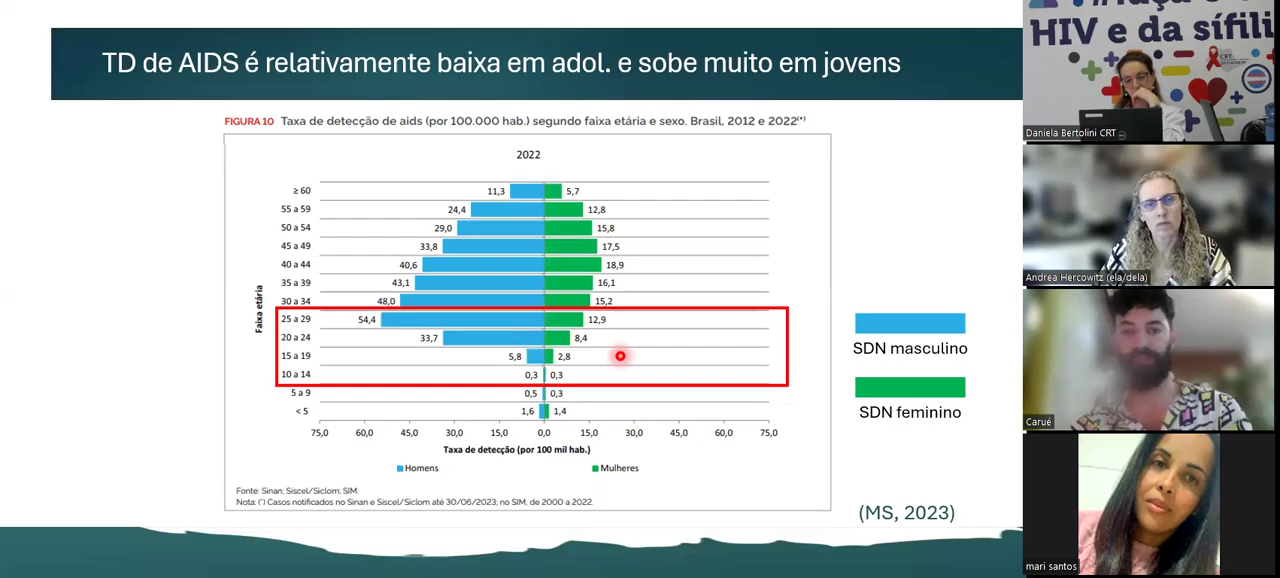 TD de AIDS é relativamente baixa em adol. e sobe muito em jovens
FIGURA 10 Taxa de detecção de aids (por 100.000 hab.) segundo faixa etária e sexo. Brasil, 2012 e 2022(*)
2022
Faixa etária
≥ 60 11,3 5,7
55 a 59 24,4 12,8
50 a 54 29,0 15,8
45 a 49 33,8 17,5
40 a 44 40,6 18,9
35 a 39 43,1 16,1
30 a 34 48,0 15,2
25 a 29 54,4 12,9
20 a 24 33,7 8,4
15 a 19 5,8 2,8
10 a 14 0,3 0,3
5 a 9 0,5 0,3
< 5 1,6 1,4
75,0 60,0 45,0 30,0 15,0 0,0 15,0 30,0 45,0 60,0 75,0
Taxa de detecção (por 100 mil hab.)
Homens Mulheres
Fonte: Sinan; Siscel/Siclom; SIM.
Nota: (*) Casos notificados no Sinan e Siscel/Siclom até 30/06/2023; no SIM, de 2000 a 2022.
SDN masculino
SDN feminino
(MS, 2023)
HIV e da sífili
CRT
Daniela Bertolini CRT
Andrea Hercowitz (ela/dela)
Carué
mari santos